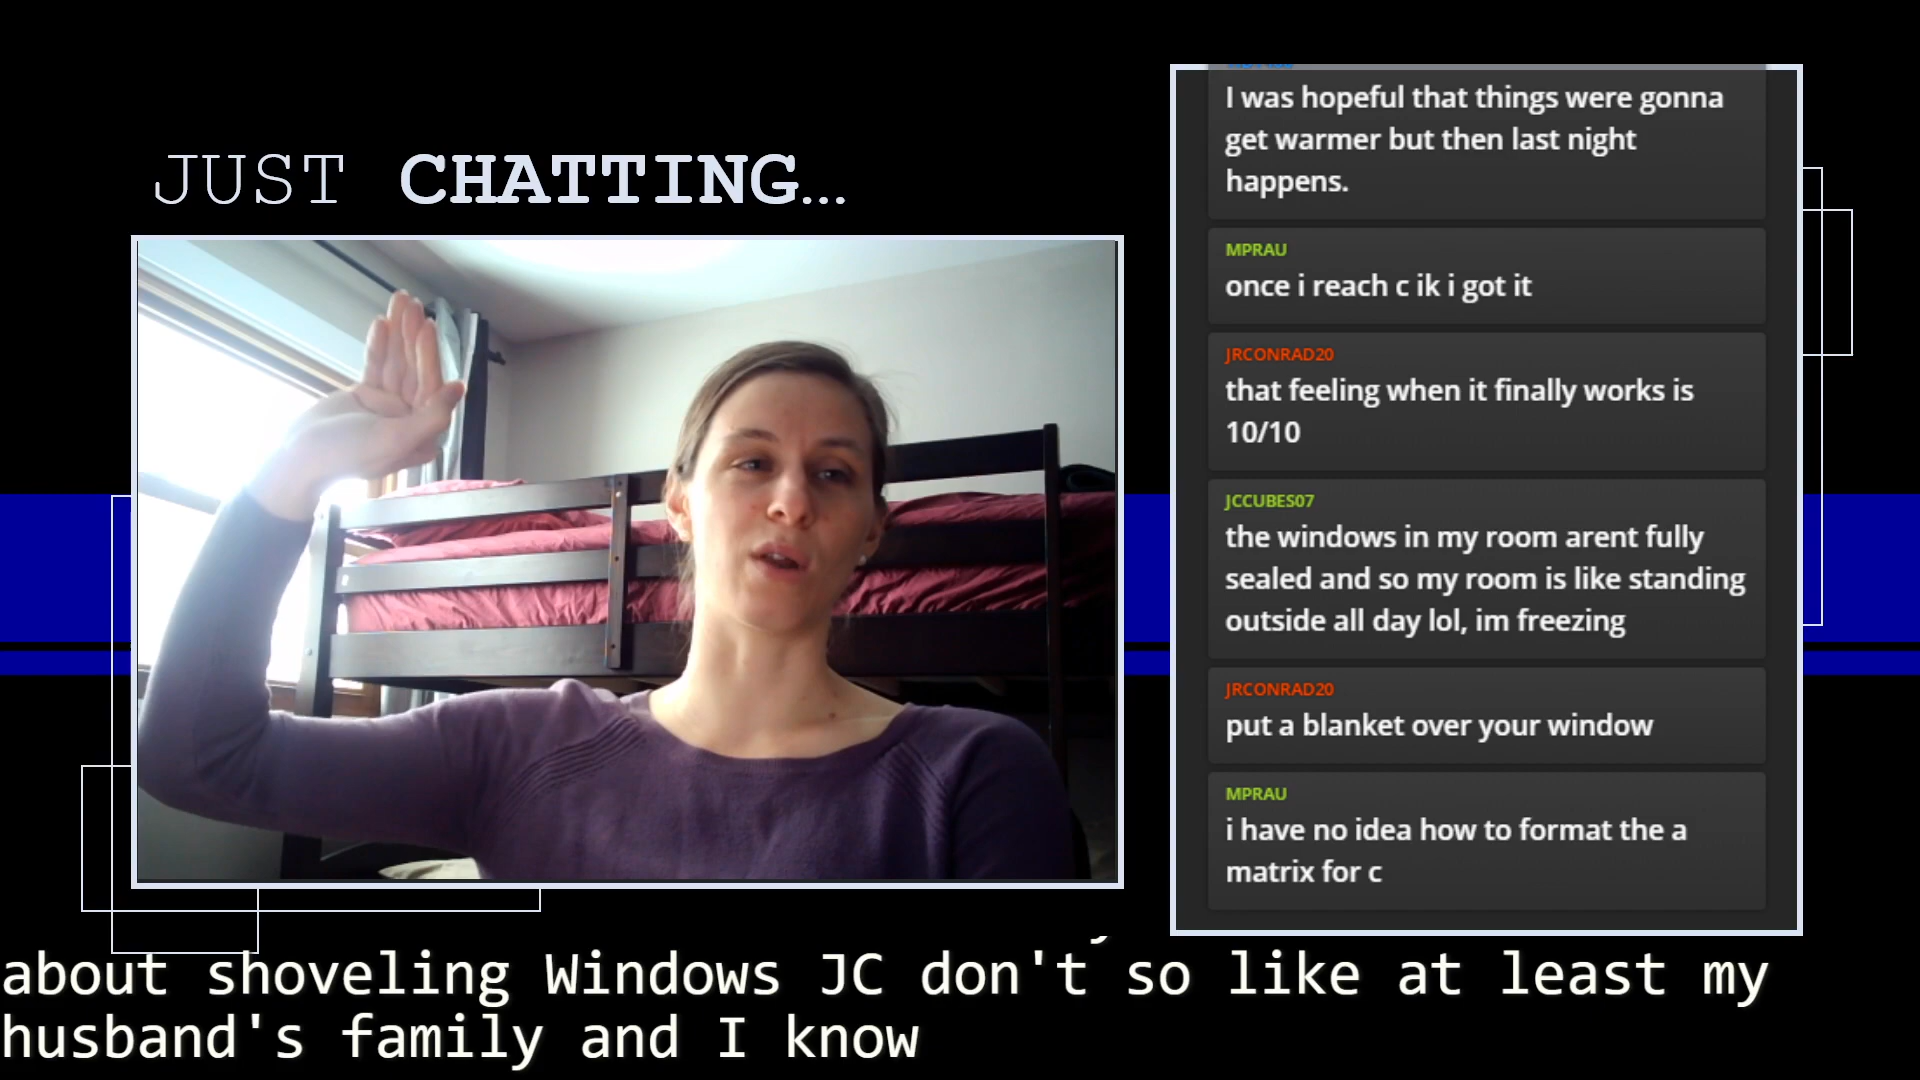 JUST CHATTING...
I was hopeful that things were gonna
get warmer but then last night
happens.
MPRAU
once i reach c ik i got it
JRCONRAD20
that feeling when it finally works is
10/10
JCCUBES07
the windows in my room arent fully
sealed and so my room is like standing
outside all day lol, im freezing
JRCONRAD20
put a blanket over your window
MPRAU
i have no idea how to format the a
matrix for c
about shoveling Windows JC don't so like at least my
husband's family and I know